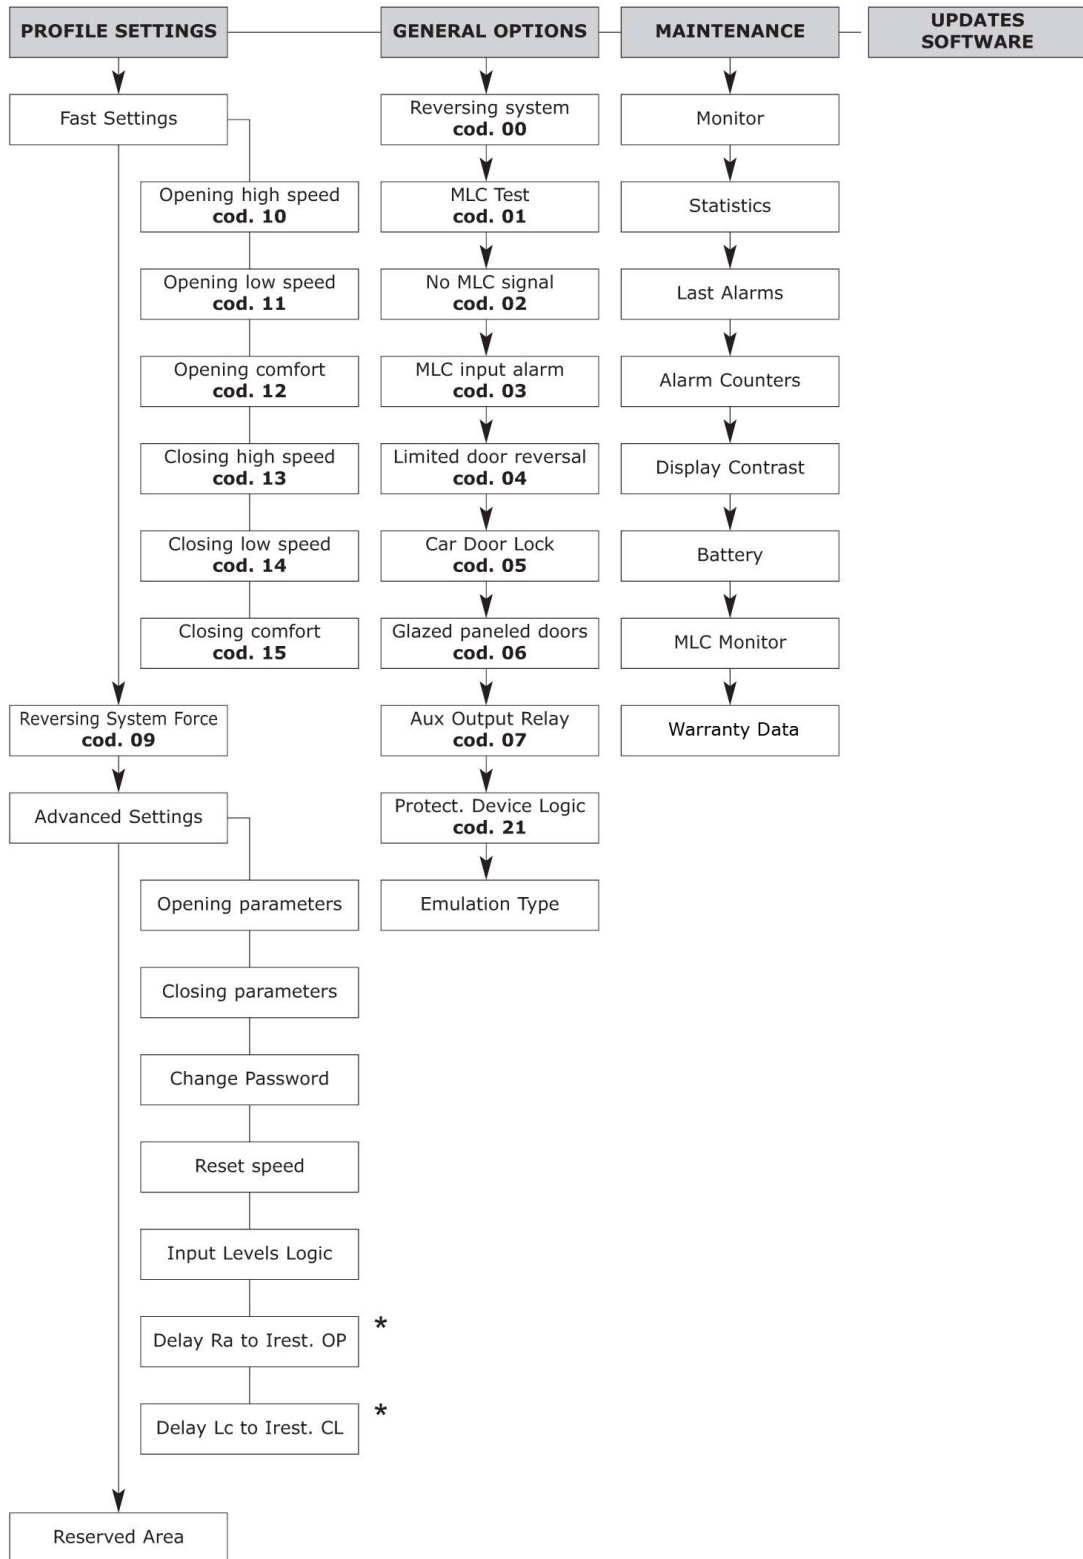 PROFILE SETTINGS
GENERAL OPTIONS
MAINTENANCE
UPDATES
SOFTWARE
Fast Settings
Opening high speed
cod. 10
Opening low speed
cod. 11
Opening comfort
cod. 12
Closing high speed
cod. 13
Closing low speed
cod. 14
Closing comfort
cod. 15
Reversing System Force
cod. 09
Advanced Settings
Opening parameters
Closing parameters
Change Password
Reset speed
Input Levels Logic
Delay Ra to Irest. OP *
Delay Lc to Irest. CL *
Reserved Area
Reversing system
cod. 00
MLC Test
cod. 01
No MLC signal
cod. 02
MLC input alarm
cod. 03
Limited door reversal
cod. 04
Car Door Lock
cod. 05
Glazed paneled doors
cod. 06
Aux Output Relay
cod. 07
Protect. Device Logic
cod. 21
Emulation Type
Monitor
Statistics
Last Alarms
Alarm Counters
Display Contrast
Battery
MLC Monitor
Warranty Data